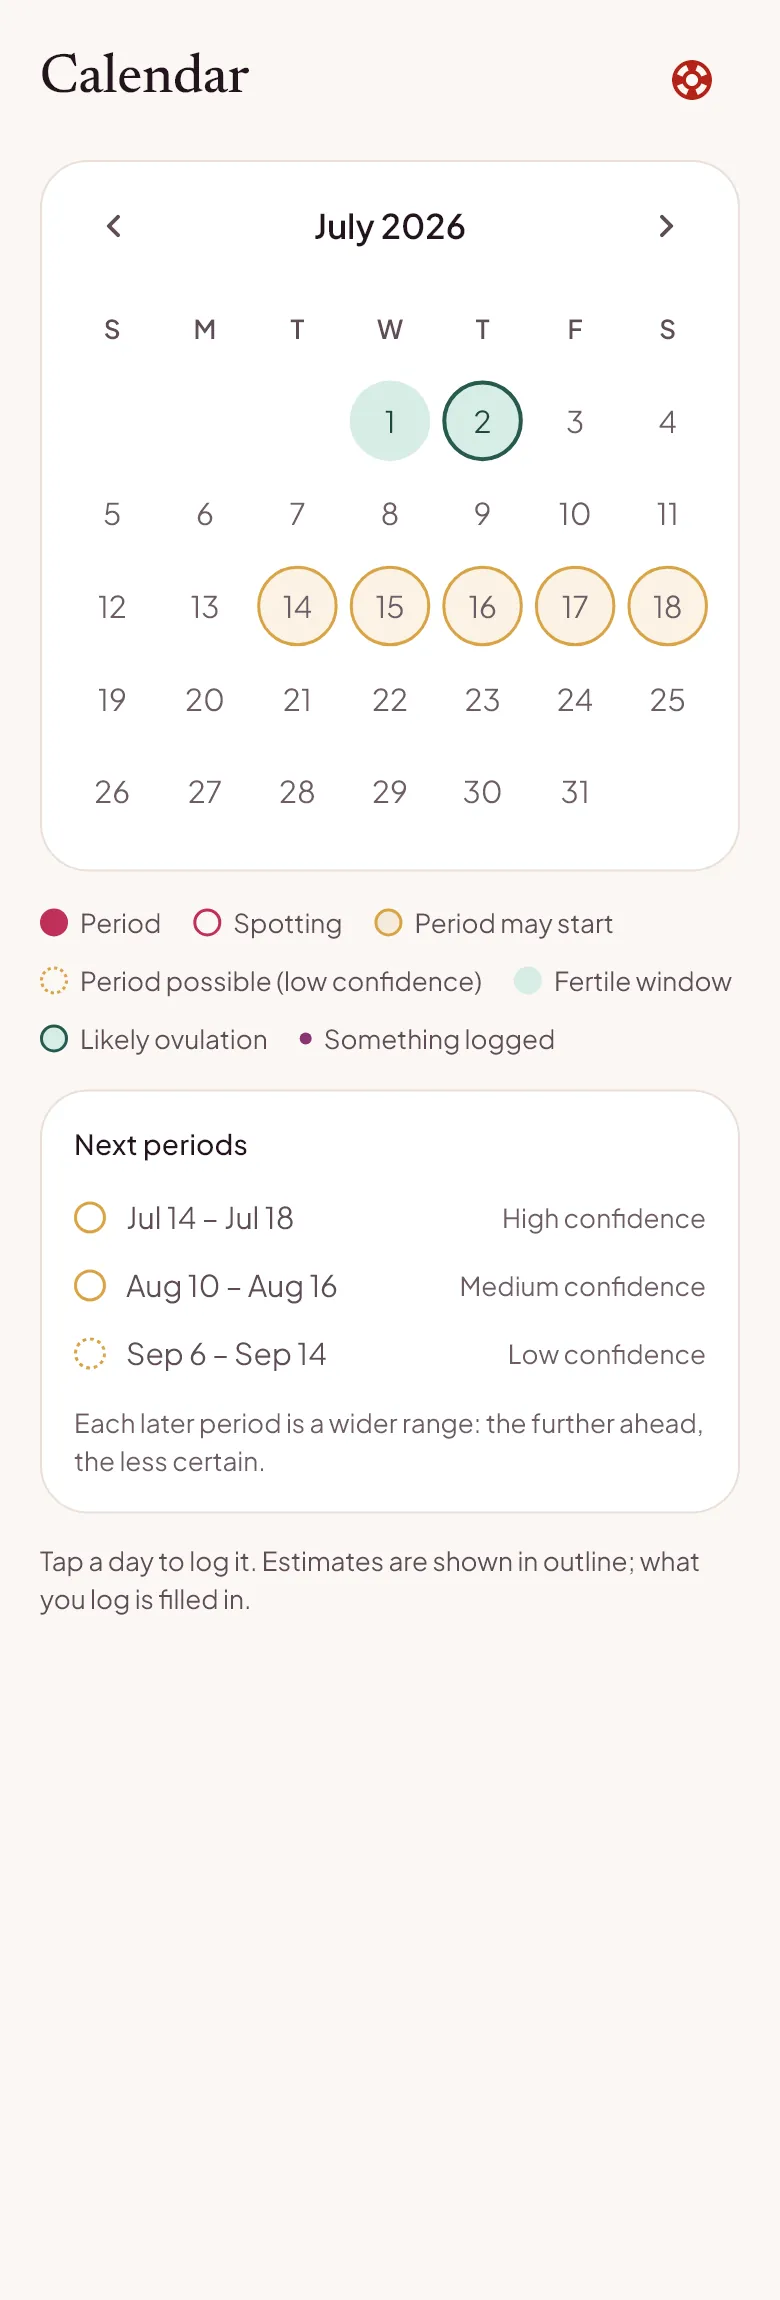 Calendar
July 2026
S M T W T F S
1 2 3 4
5 6 7 8 9 10 11
12 13 14 15 16 17 18
19 20 21 22 23 24 25
26 27 28 29 30 31
Period Spotting Period may start
Period possible (low confidence) Fertile window
Likely ovulation Something logged
Next periods
Jul 14 – Jul 18 High confidence
Aug 10 – Aug 16 Medium confidence
Sep 6 – Sep 14 Low confidence
Each later period is a wider range: the further ahead,
the less certain.
Tap a day to log it. Estimates are shown in outline; what
you log is filled in.